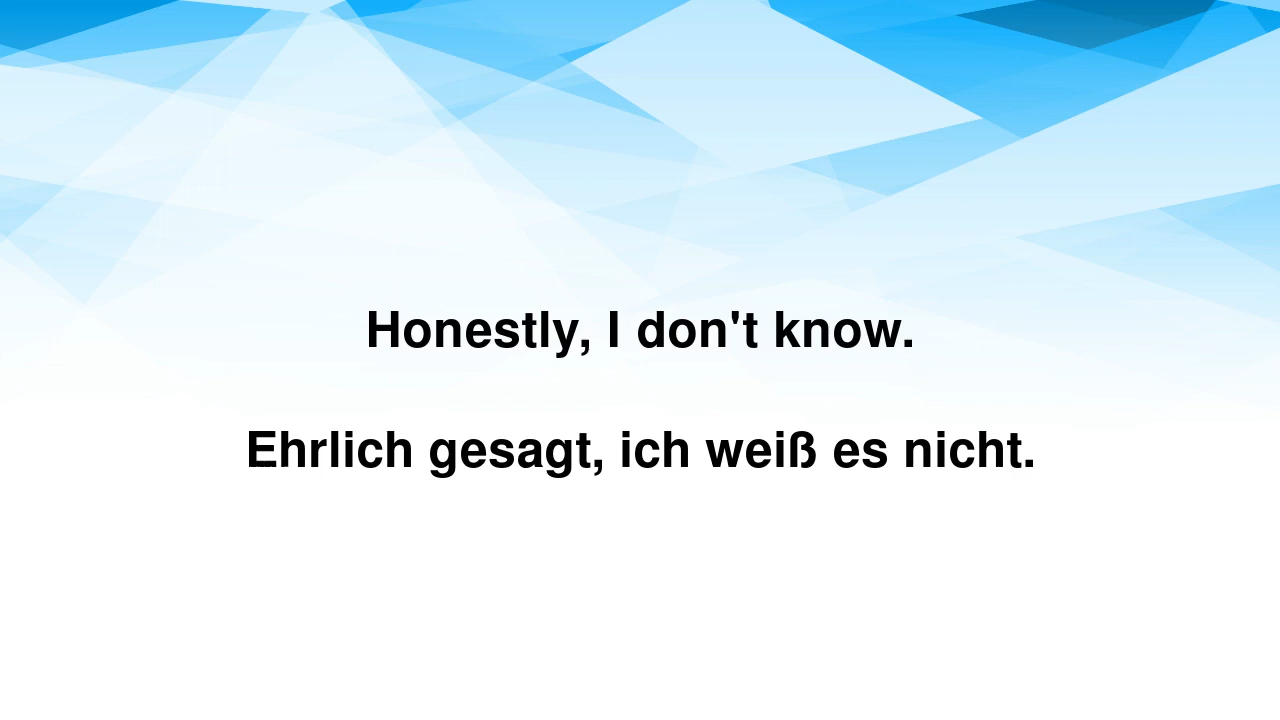 Honestly, I don't know.
Ehrlich gesagt, ich weiß es nicht.